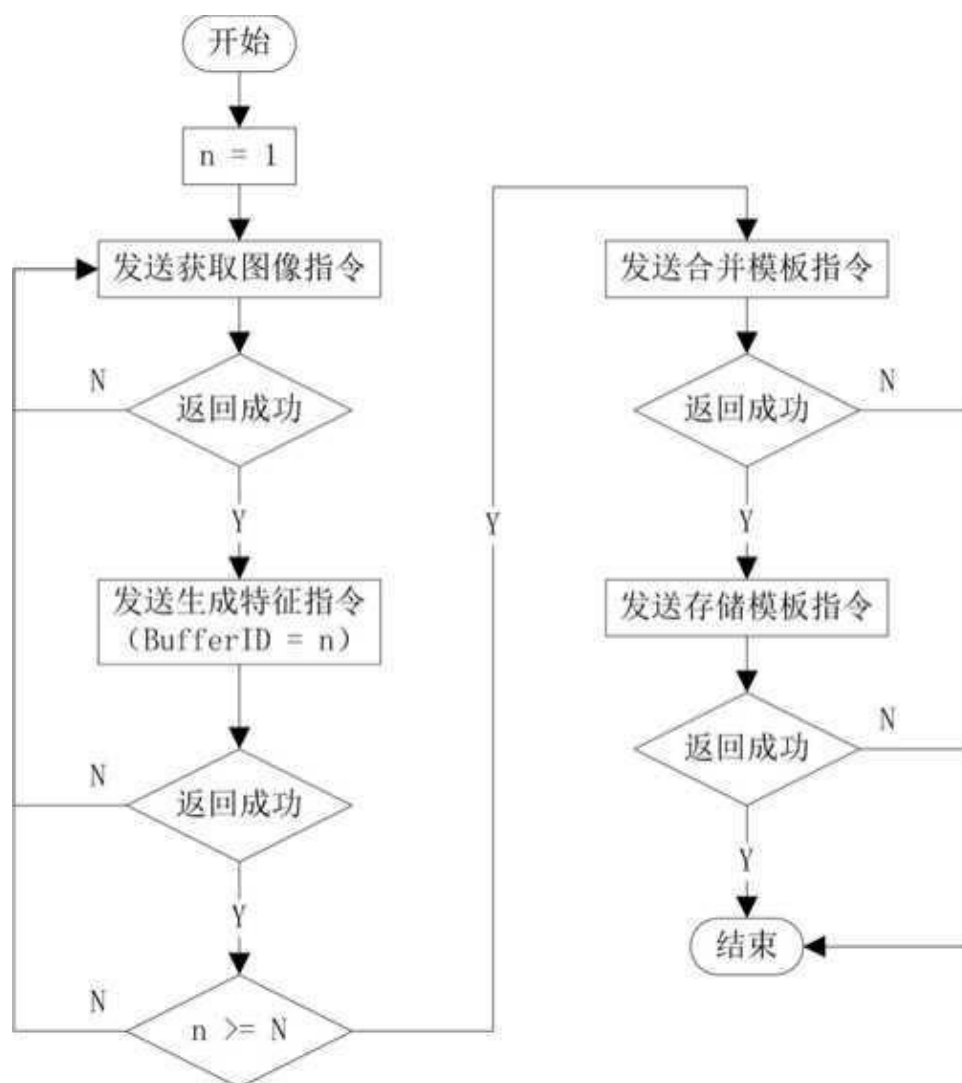 开始
n = 1
发送获取图像指令
N
返回成功
Y
发送生成特征指令
(BufferID = n)
N
返回成功
Y
N
n >= N
Y
发送合并模板指令
N
返回成功
Y
发送存储模板指令
N
返回成功
Y
结束